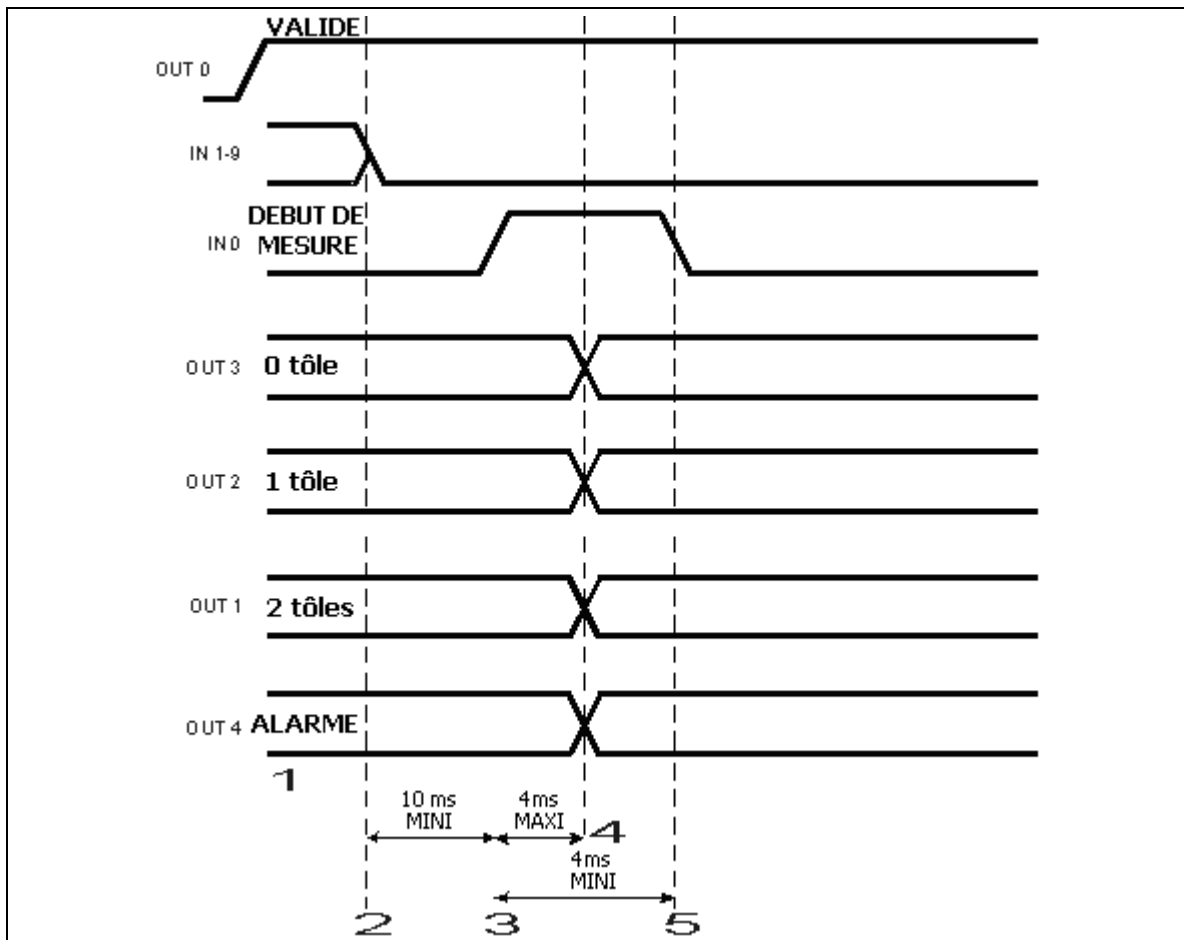 VALIDE
OUT 0
IN 1-9
DEBUT DE
IN 0 MESURE
OUT 3 0 tôle
OUT 2 1 tôle
OUT 1 2 tôles
OUT 4 ALARME
1
10 ms 4ms
MINI MAXI
4
4ms
MINI
2 3 5